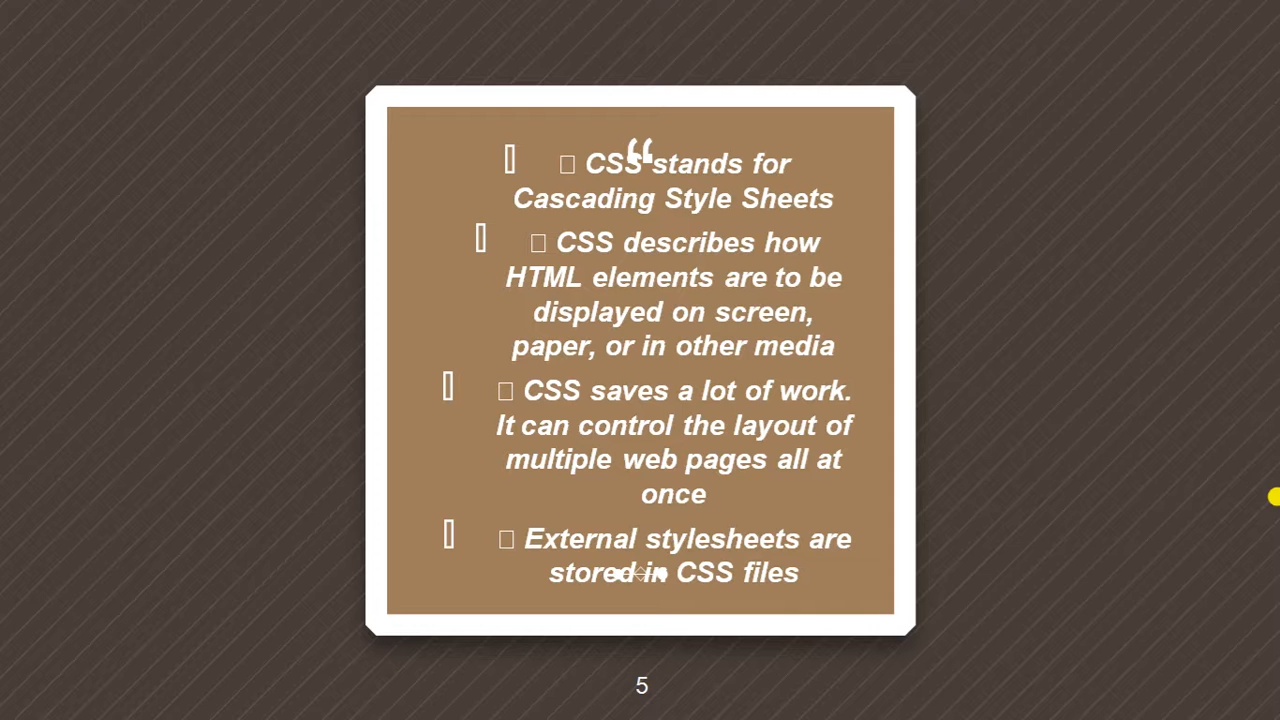 “
CSS stands for
Cascading Style Sheets
CSS describes how
HTML elements are to be
displayed on screen,
paper, or in other media
CSS saves a lot of work.
It can control the layout of
multiple web pages all at
once
External stylesheets are
stored in CSS files
5